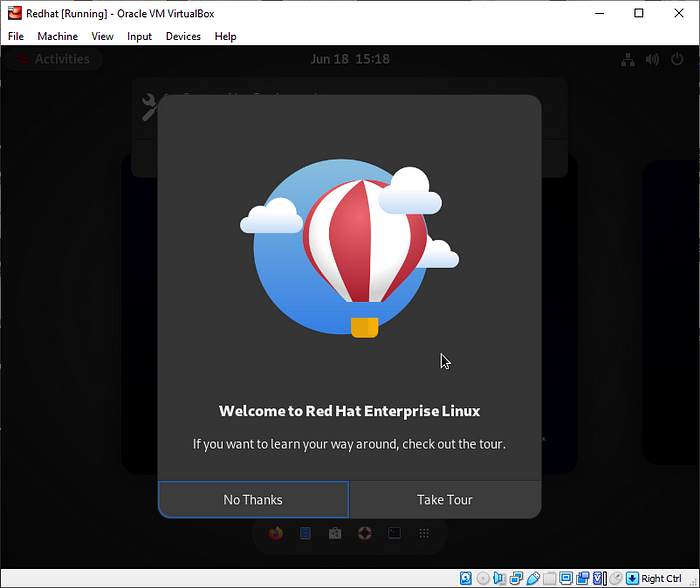 Redhat [Running] - Oracle VM VirtualBox
File Machine View Input Devices Help
Activities
Jun 18 15:18
Welcome to Red Hat Enterprise Linux
If you want to learn your way around, check out the tour.
No Thanks
Take Tour
Right Ctrl